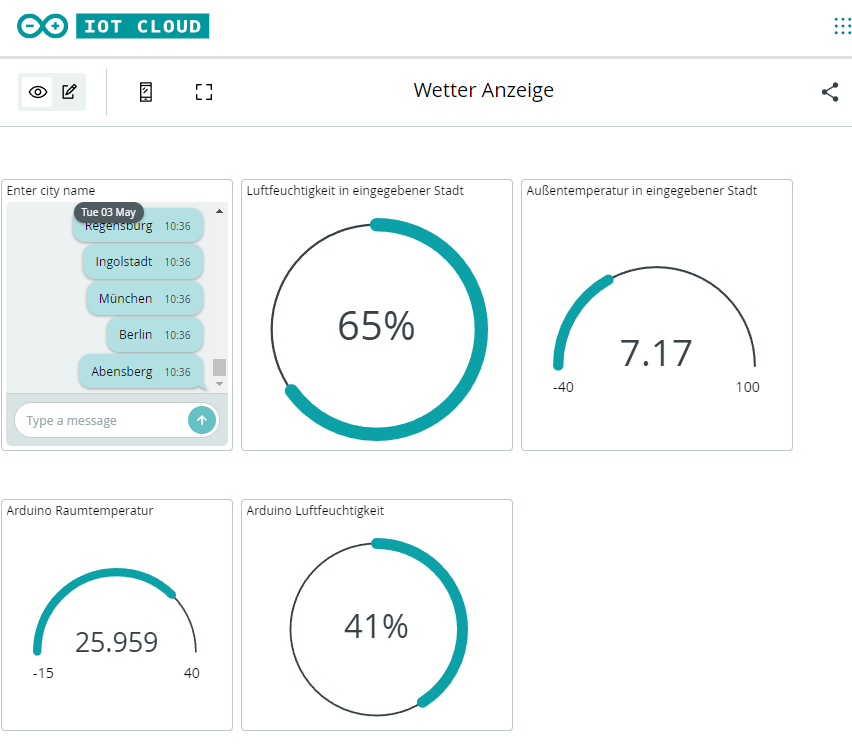 IOT CLOUD
Wetter Anzeige
Enter city name
Tue 03 May
Regensburg 10:36
Ingolstadt 10:36
München 10:36
Berlin 10:36
Abensberg 10:36
Type a message
Luftfeuchtigkeit in eingegebener Stadt
65%
Außentemperatur in eingegebener Stadt
7.17
-40 100
Arduino Raumtemperatur
25.959
-15 40
Arduino Luftfeuchtigkeit
41%